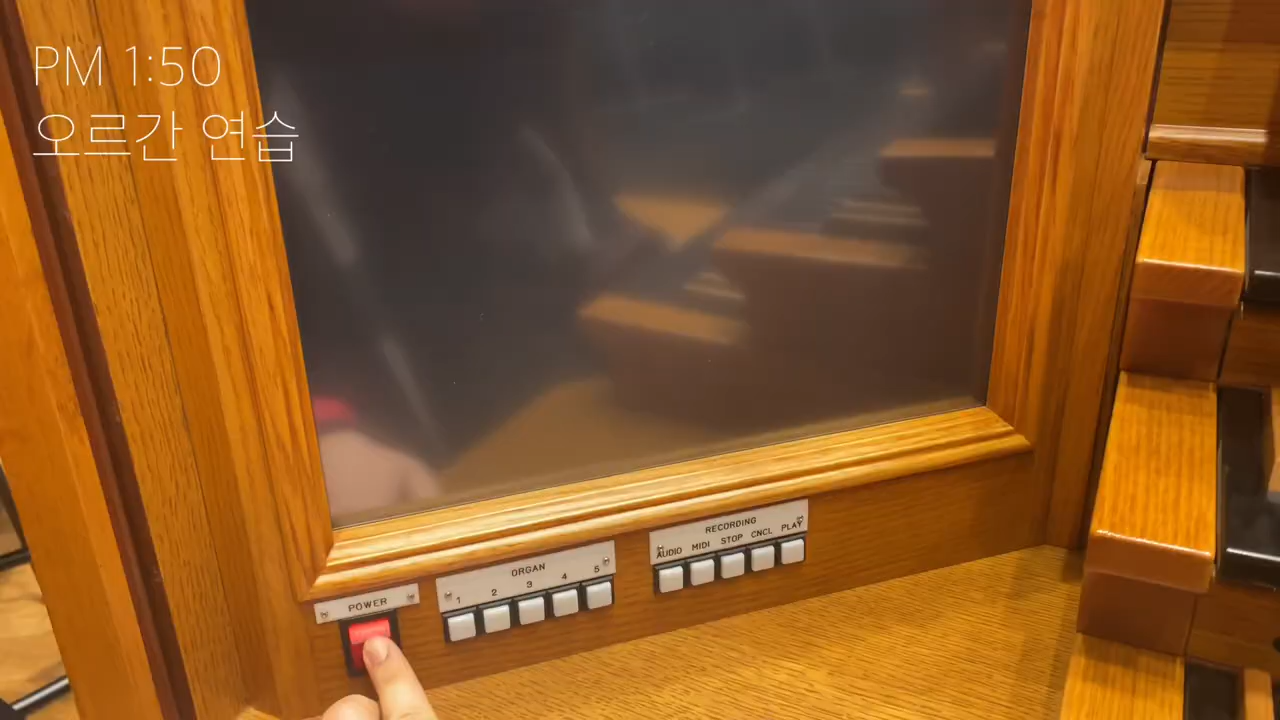 PM 1:50
오르간 연습
POWER
ORGAN
1 2 3 4 5
RECORDING
AUDIO MIDI STOP CNCL PLAY